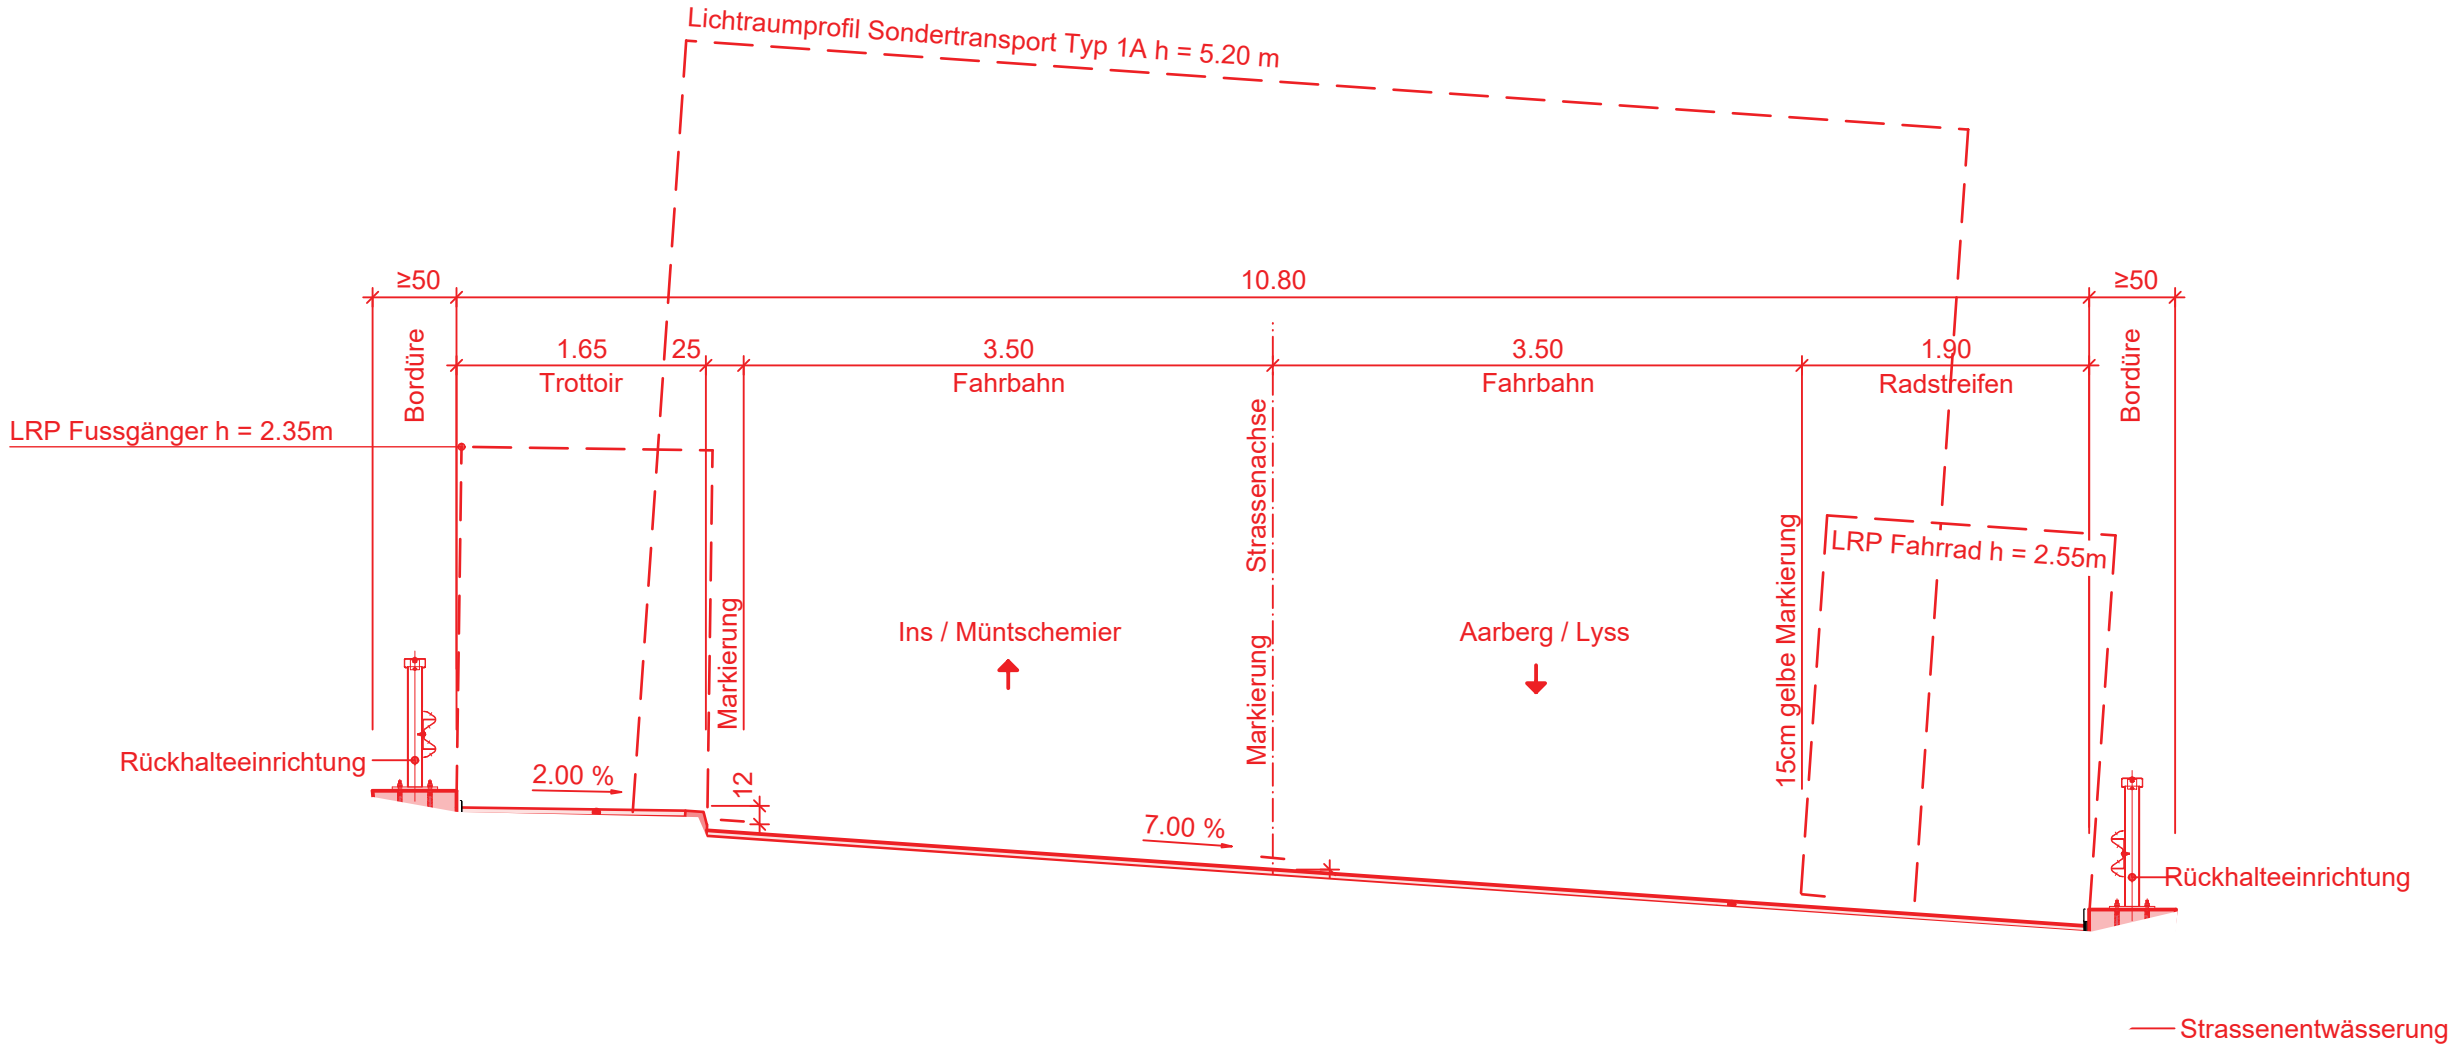 Lichtraumprofil Sondertransport Typ 1A h = 5.20 m
≥50
10.80
≥50
Bordüre
1.65
25
3.50
3.50
1.90
Bordüre
Trottoir
Fahrbahn
Fahrbahn
Radstreifen
LRP Fussgänger h = 2.35m
Strassenachse
LRP Fahrrad h = 2.55m
Markierung
Ins / Müntschemier
Markierung
Aarberg / Lyss
15cm gelbe Markierung
Rückhalteeinrichtung
2.00 %
12
7.00 %
Rückhalteeinrichtung
Strassenentwässerung